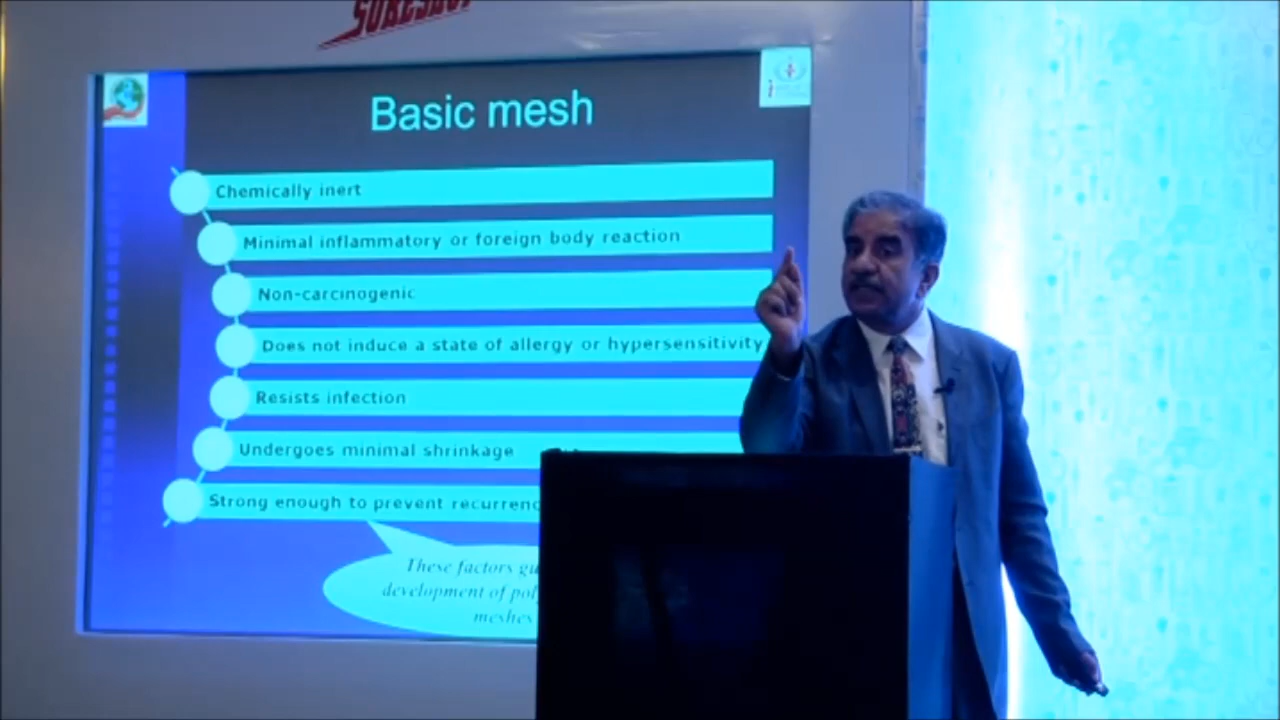 Basic mesh
Chemically inert
Minimal inflammatory or foreign body reaction
Non-carcinogenic
Does not induce a state of allergy or hypersensitivity
Resists infection
Undergoes minimal shrinkage
Strong enough to prevent
These factors
development of
meshes